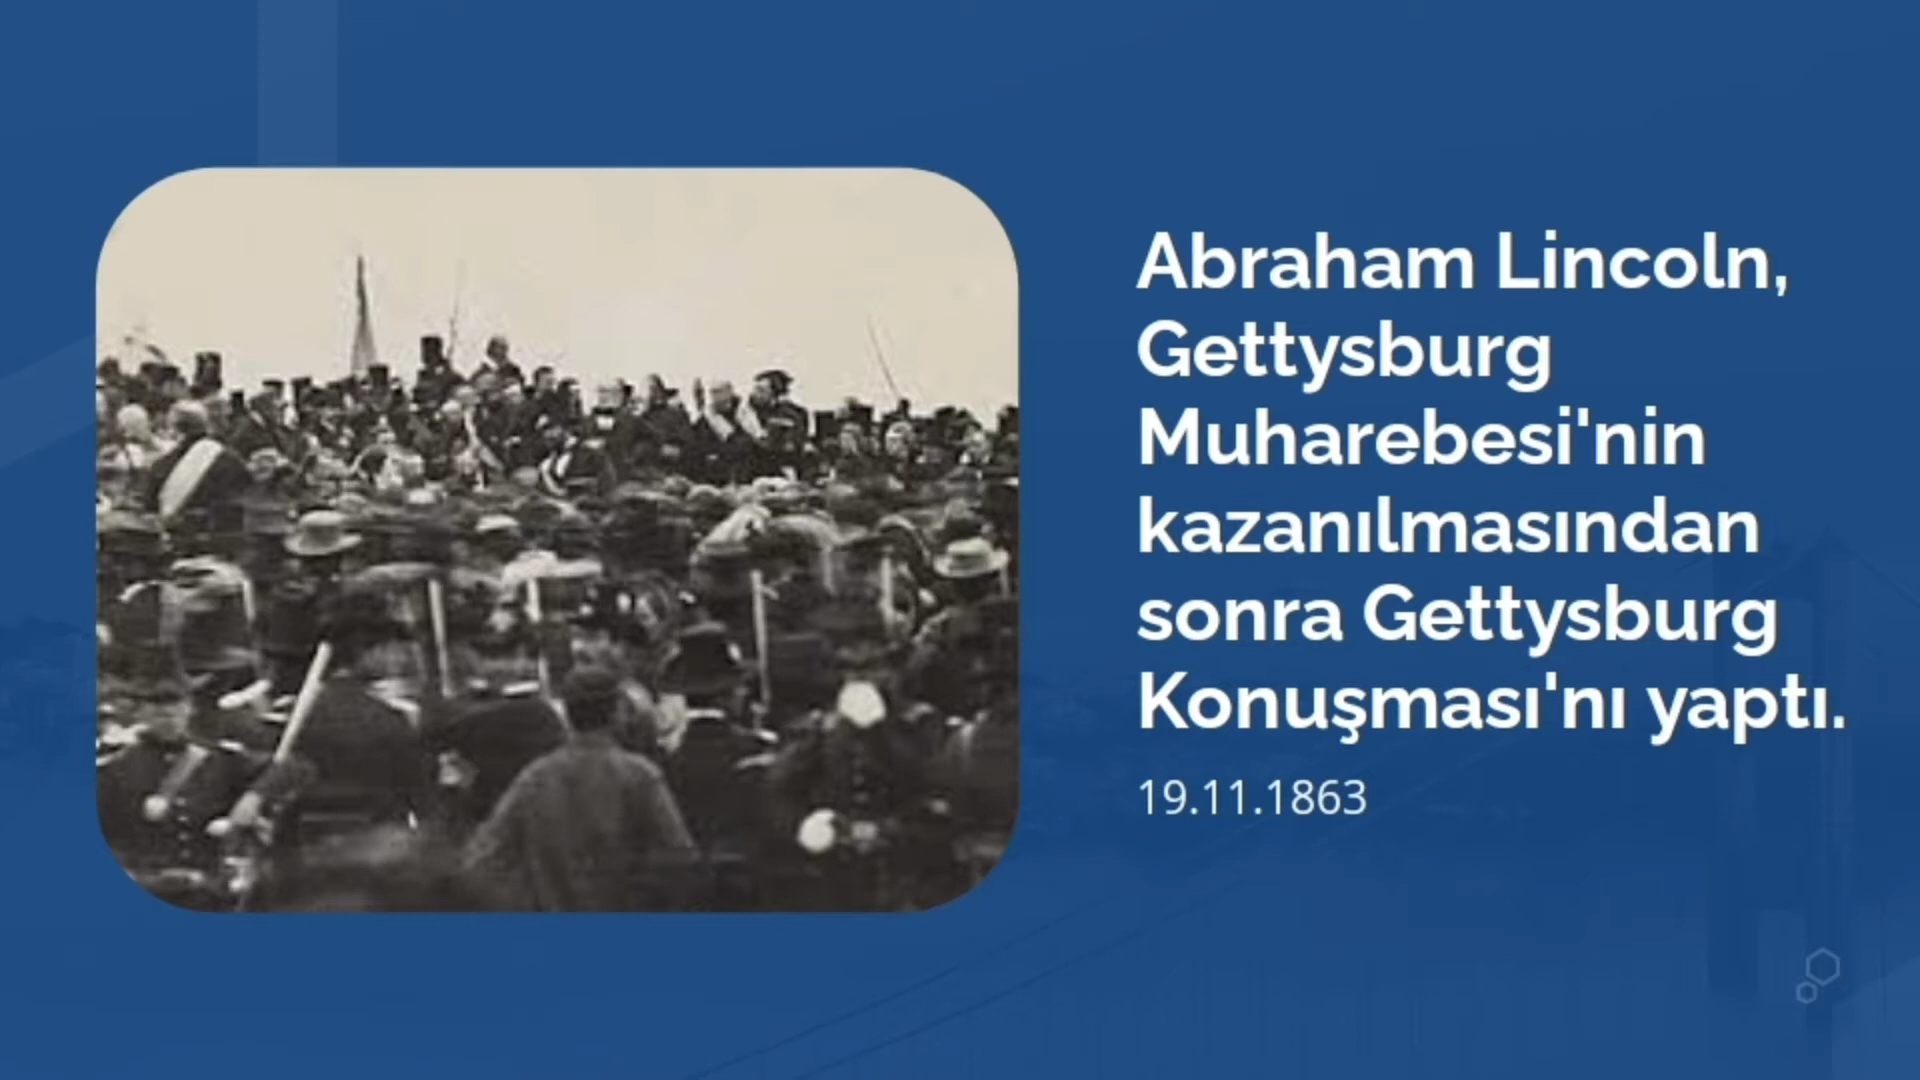 Abraham Lincoln,
Gettysburg
Muharebesi'nin
kazanılmasından
sonra Gettysburg
Konuşması'nı yaptı.
19.11.1863